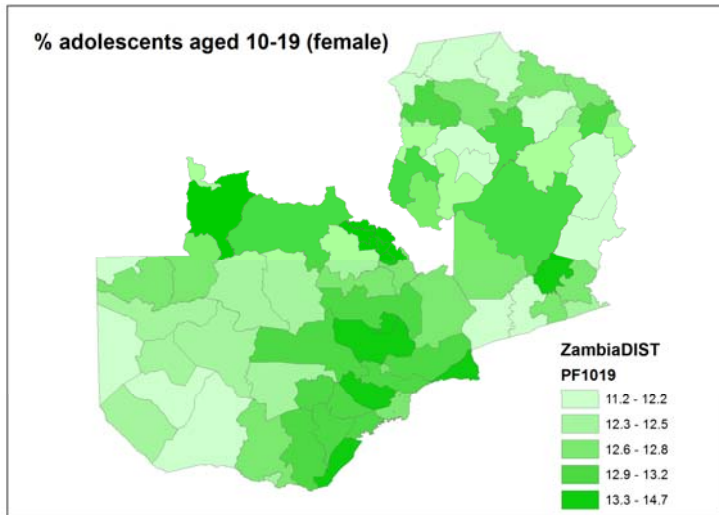 % adolescents aged 10-19 (female)
ZambiaDIST
PF1019
11.2 - 12.2
12.3 - 12.5
12.6 - 12.8
12.9 - 13.2
13.3 - 14.7